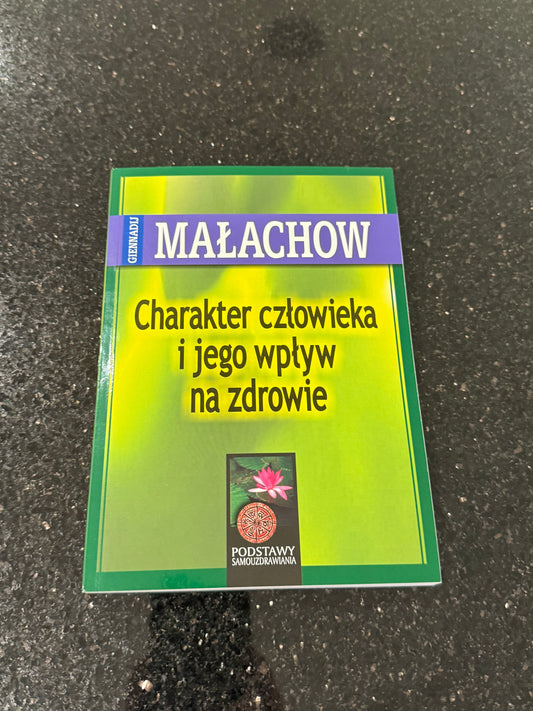 GIENNADIJ
MAŁACHOW
Charakter człowieka
i jego wpływ
na zdrowie
PODSTAWY
SAMOUZDRAWIANIA